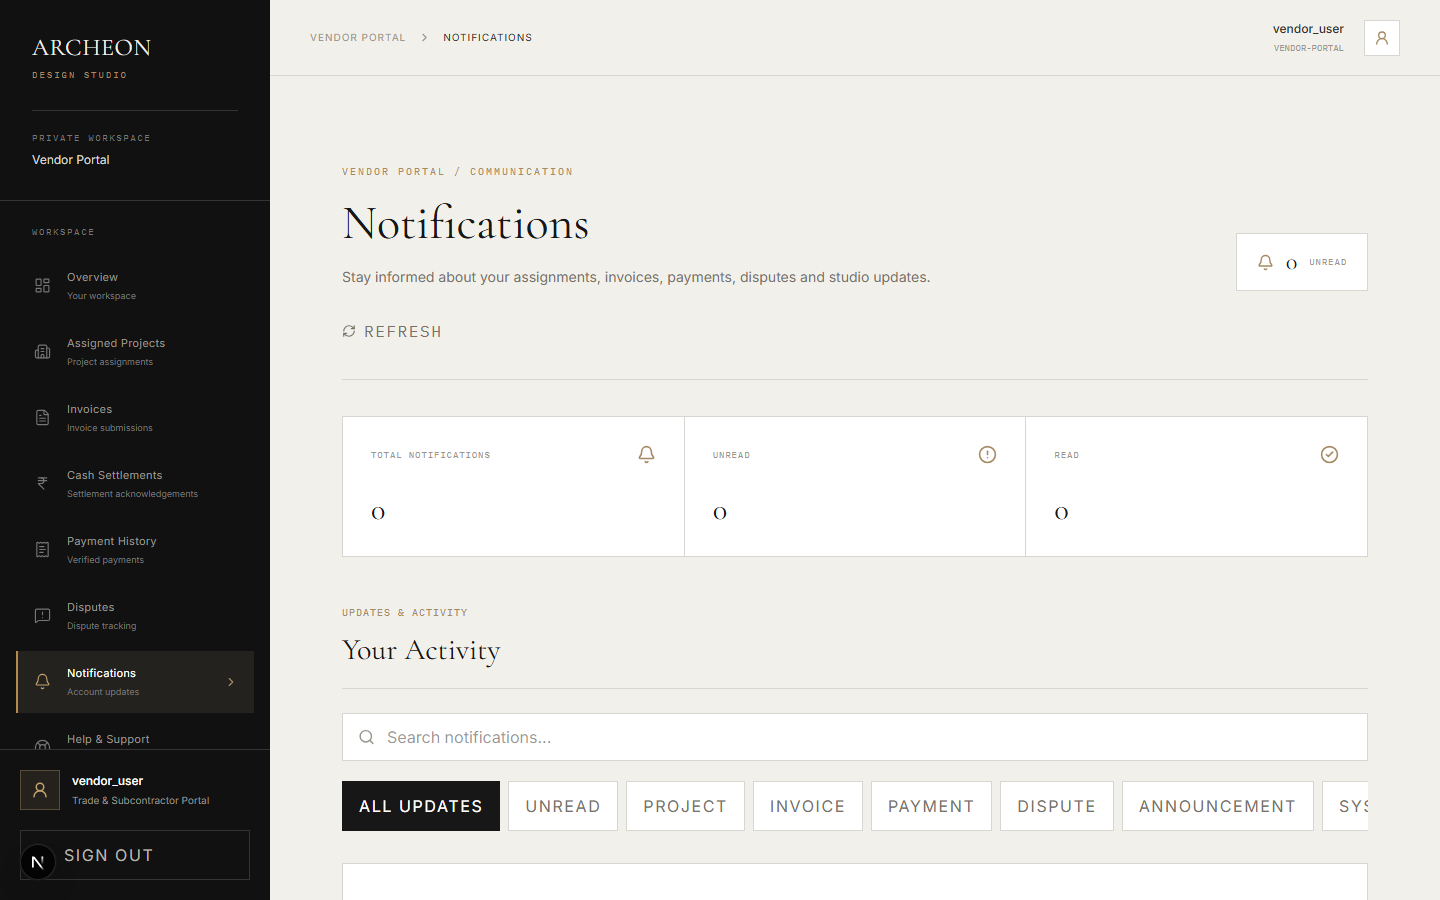 ARCHEON
DESIGN STUDIO
PRIVATE WORKSPACE
Vendor Portal
WORKSPACE
Overview
Your workspace
Assigned Projects
Project assignments
Invoices
Invoice submissions
Cash Settlements
Settlement acknowledgements
Payment History
Verified payments
Disputes
Dispute tracking
Notifications
Account updates
Help & Support
vendor_user
Trade & Subcontractor Portal
N
SIGN OUT
VENDOR PORTAL > NOTIFICATIONS
vendor_user
VENDOR-PORTAL
VENDOR PORTAL / COMMUNICATION
Notifications
Stay informed about your assignments, invoices, payments, disputes and studio updates.
0 UNREAD
REFRESH
TOTAL NOTIFICATIONS
0
UNREAD
0
READ
0
UPDATES & ACTIVITY
Your Activity
Search notifications...
ALL UPDATES
UNREAD
PROJECT
INVOICE
PAYMENT
DISPUTE
ANNOUNCEMENT